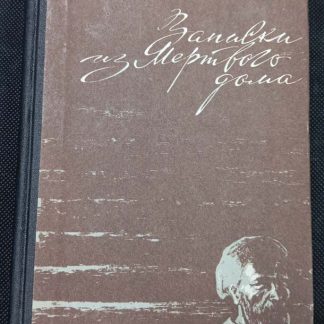 Записки
из Мертвого
дома